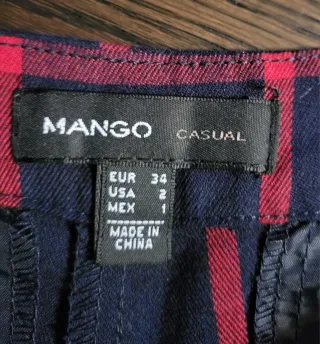 MANGO CASUAL
EUR 34
USA 2
MEX 1
MADE IN
CHINA